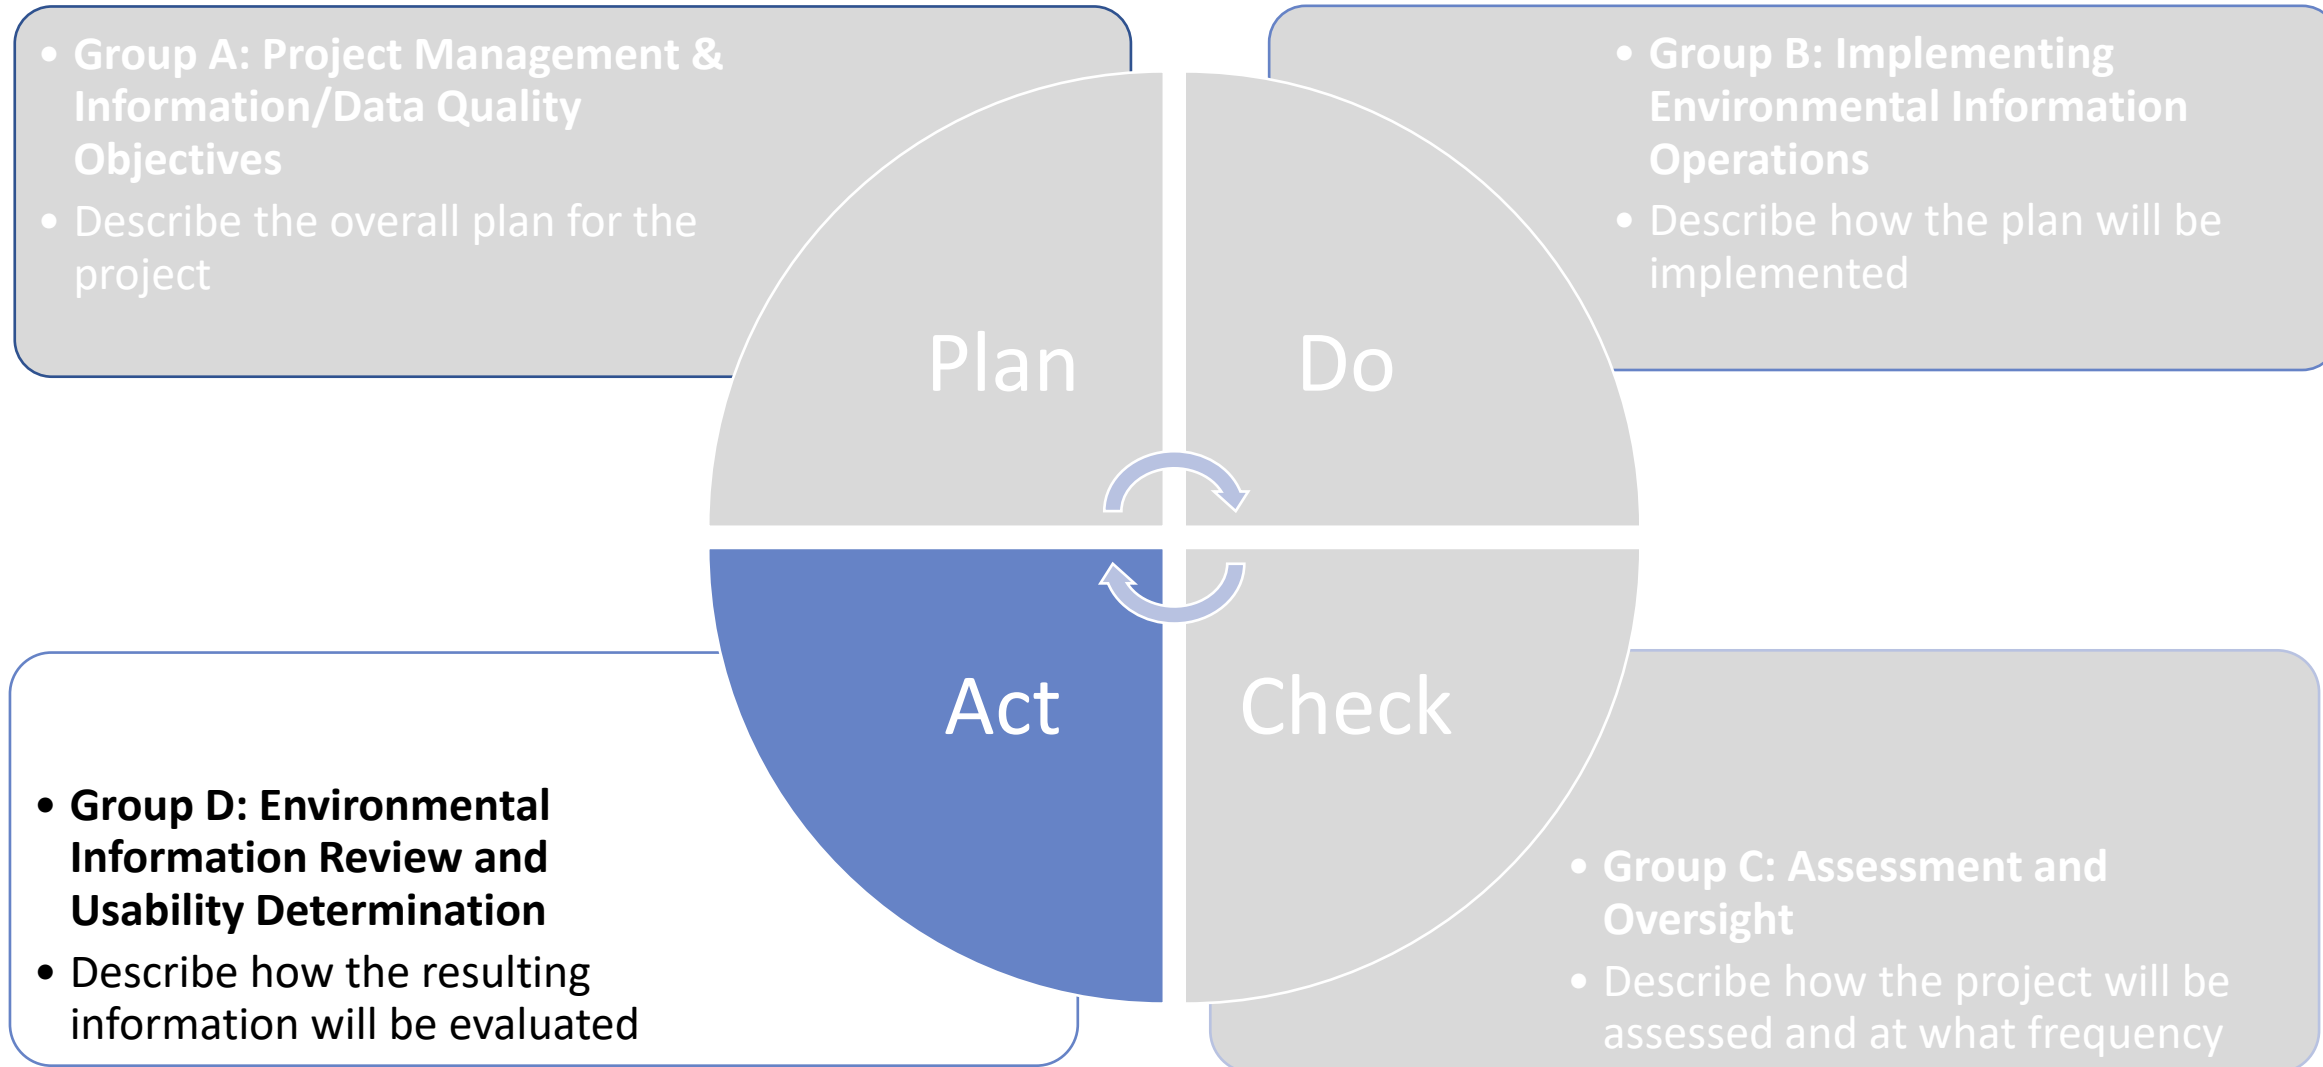 • Group A: Project Management &
Information/Data Quality
Objectives
• Describe the overall plan for the
project
• Group B: Implementing
Environmental Information
Operations
• Describe how the plan will be
implemented
Plan
Do
Act
Check
• Group D: Environmental
Information Review and
Usability Determination
• Describe how the resulting
information will be evaluated
• Group C: Assessment and
Oversight
• Describe how the project will be
assessed and at what frequency